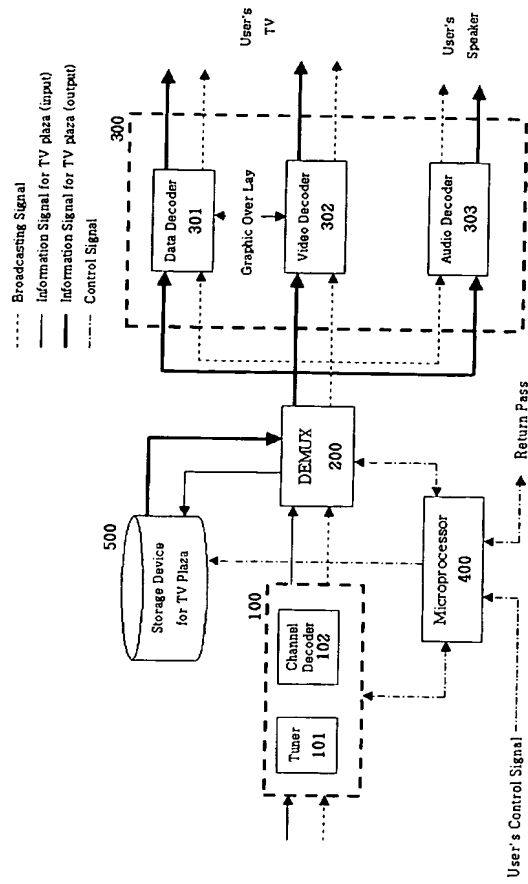 Broadcasting Signal
Information Signal for TV plaza (input)
Information Signal for TV plaza (output)
Control Signal
500
Storage Device
for TV Plaza
100
Tuner
101
Channel
Decoder
102
DEMUX
200
Microprocessor
400
User's Control Signal
Return Pass
300
Data Decoder
301
Graphic Over Lay
Video Decoder
302
Audio Decoder
303
User's
TV
User's
Speaker